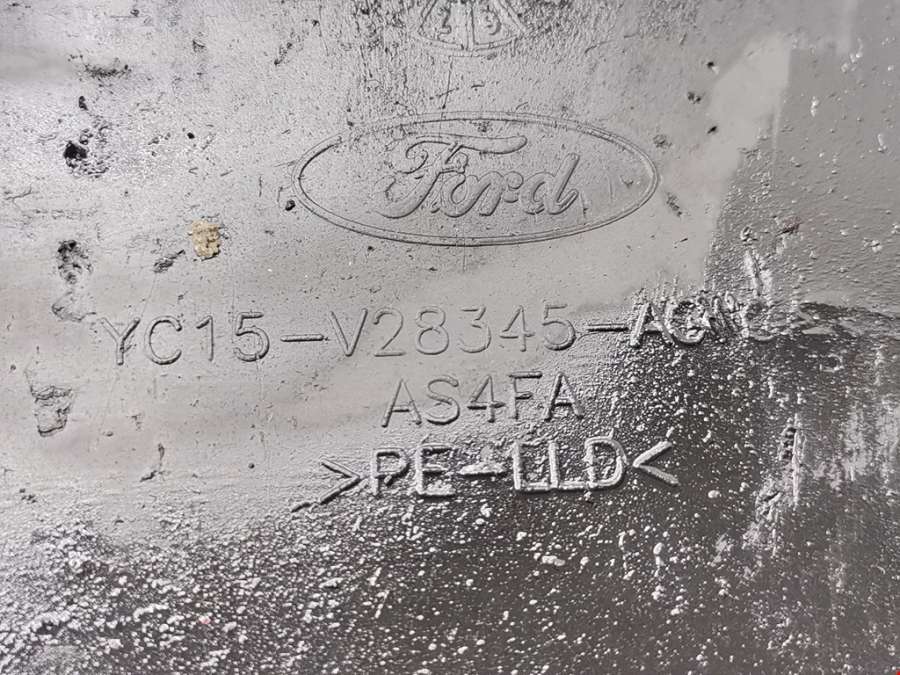 Ford
YC15-V28345-
AS4FA
>PE-LLD<